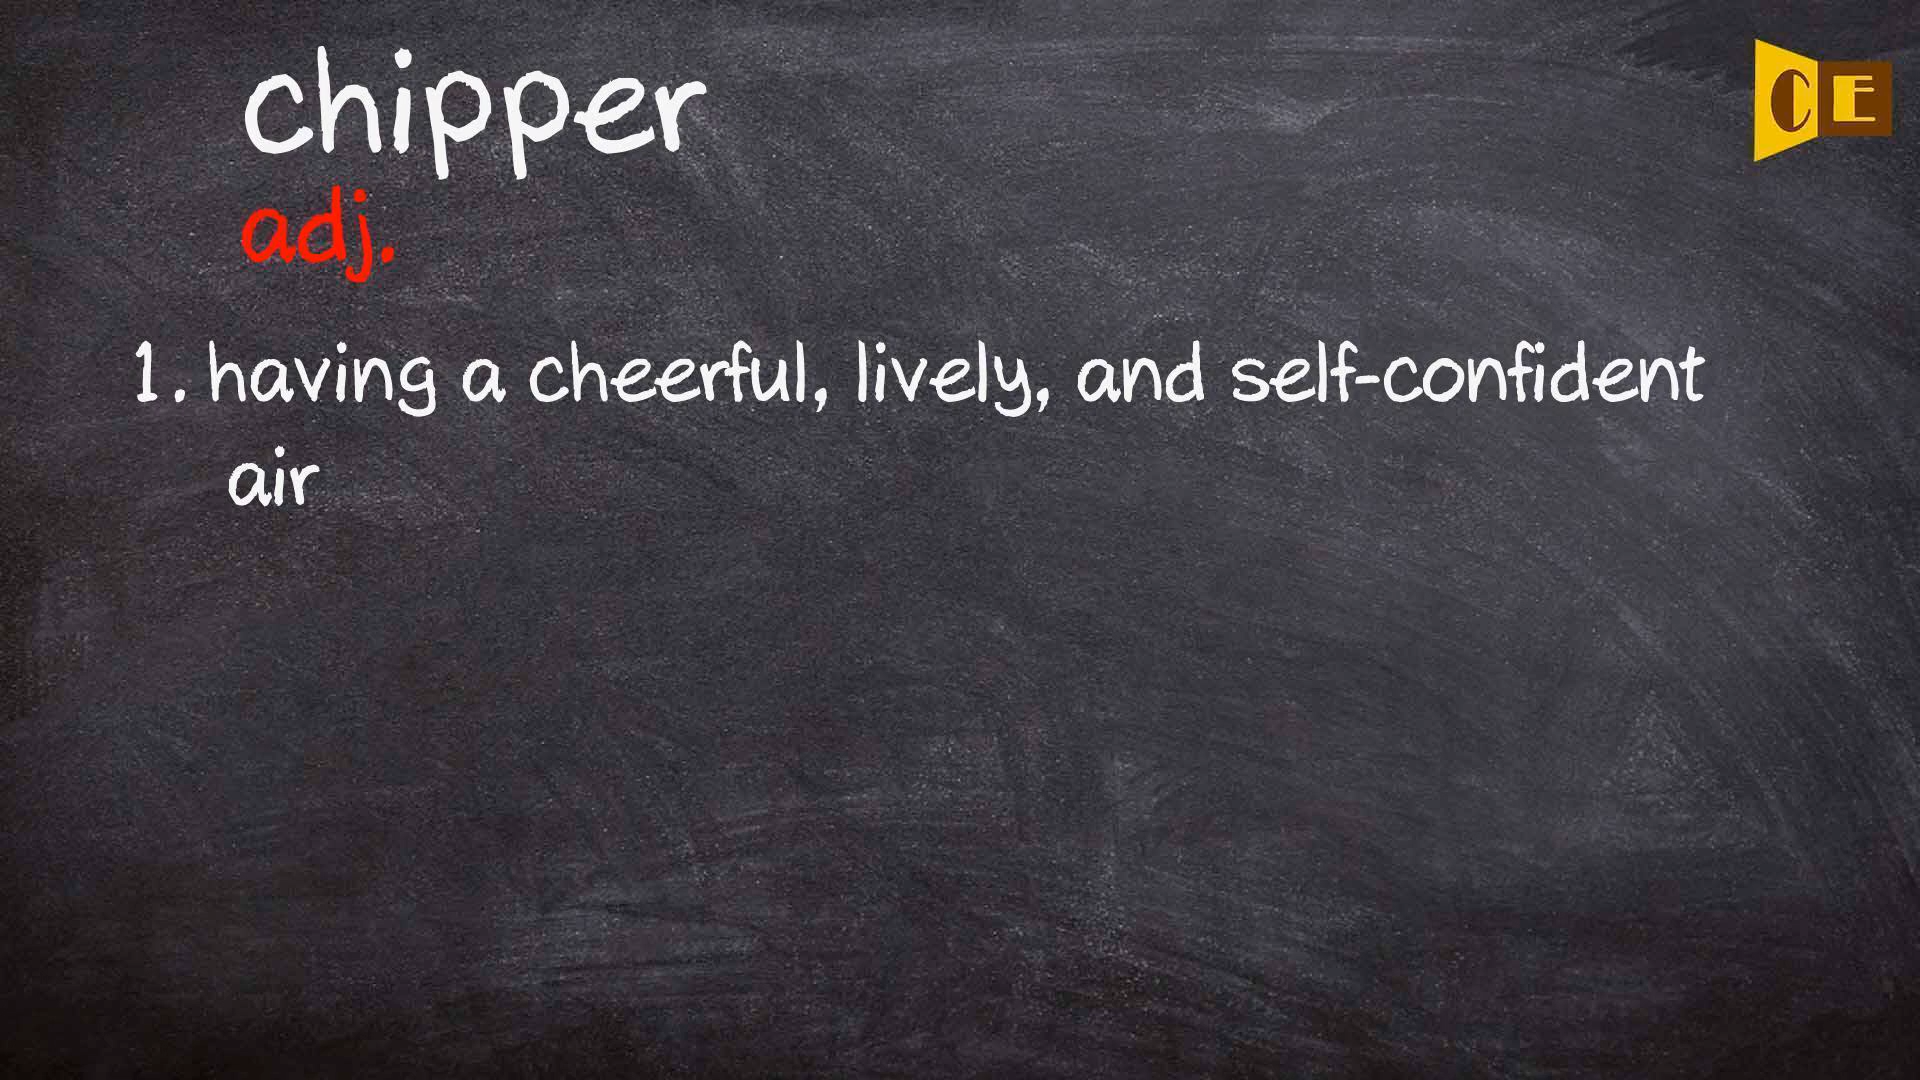 chipper
CE
adj.
1. having a cheerful, lively, and self-confident
air